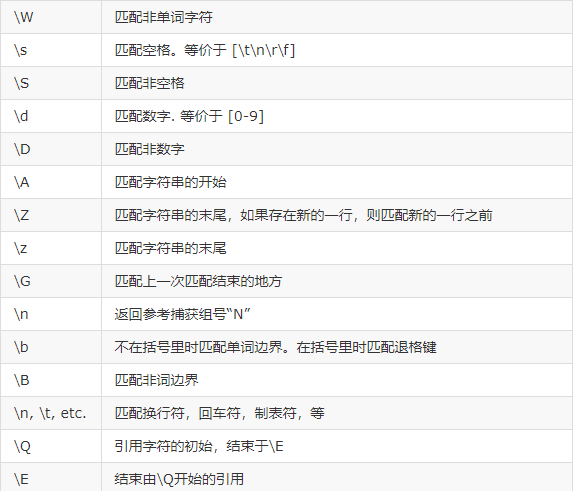 \W 匹配非单词字符
\s 匹配空格。等价于 [\t\n\r\f]
\S 匹配非空格
\d 匹配数字. 等价于 [0-9]
\D 匹配非数字
\A 匹配字符串的开始
\Z 匹配字符串的末尾，如果存在新的一行，则匹配新的一行之前
\z 匹配字符串的末尾
\G 匹配上一次匹配结束的地方
\n 返回参考捕获组号“N”
\b 不在括号里时匹配单词边界。在括号里时匹配退格键
\B 匹配非词边界
\n, \t, etc. 匹配换行符，回车符，制表符，等
\Q 引用字符的初始，结束于\E
\E 结束由\Q开始的引用